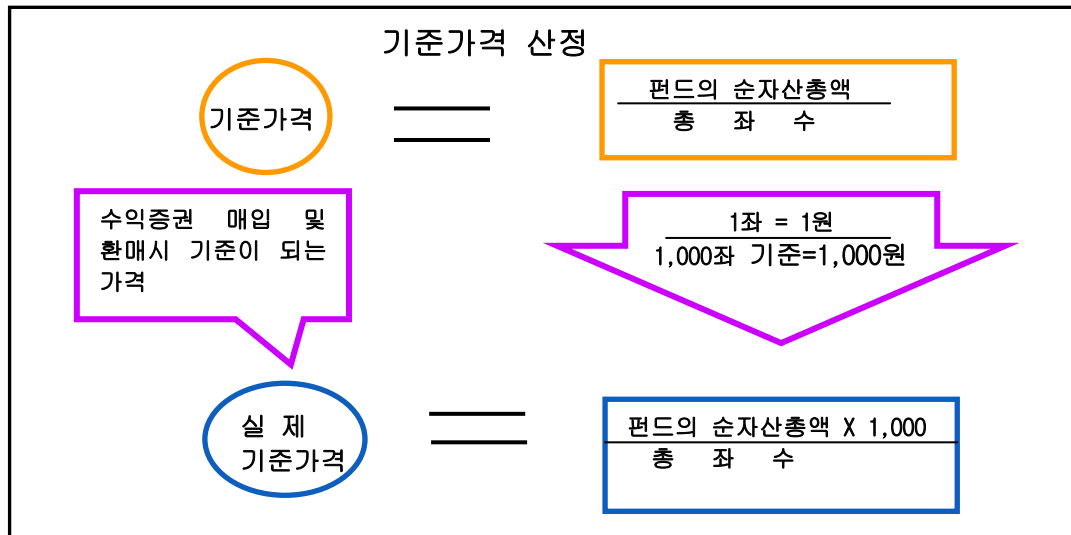 기준가격 산정
기준가격
펀드의 순자산총액
총 좌 수
수익증권 매입 및
환매시 기준이 되는
가격
1좌 = 1원
1,000좌 기준=1,000원
실 제
기준가격
펀드의 순자산총액 X 1,000
총 좌 수